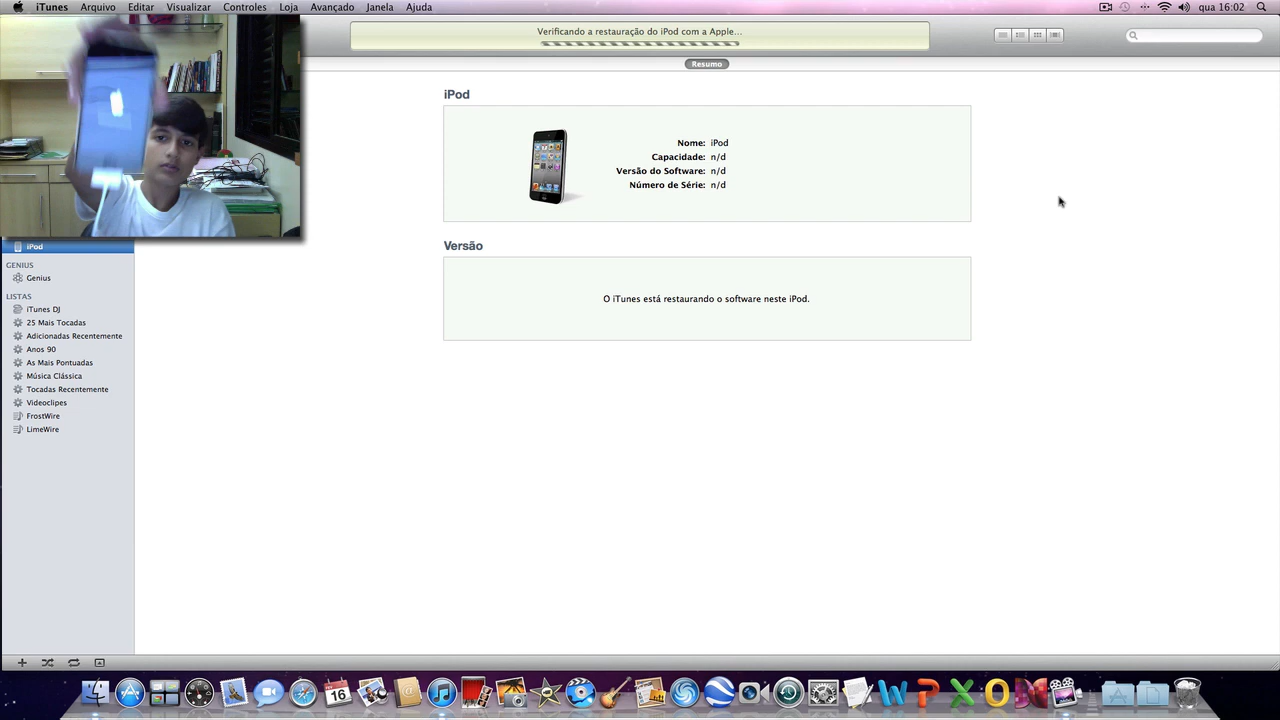 iTunes Arquivo Editar Visualizar Controles Loja Avançado Janela Ajuda qua 16:02
Verificando a restauração do iPod com a Apple...
Resumo
iPod
Nome: iPod
Capacidade: n/d
Versão do Software: n/d
Número de Série: n/d
Versão
O iTunes está restaurando o software neste iPod.
iPod
GENIUS
Genius
LISTAS
iTunes DJ
25 Mais Tocadas
Adicionadas Recentemente
Anos 90
As Mais Pontuadas
Música Clássica
Tocadas Recentemente
Videoclipes
FrostWire
LimeWire
16